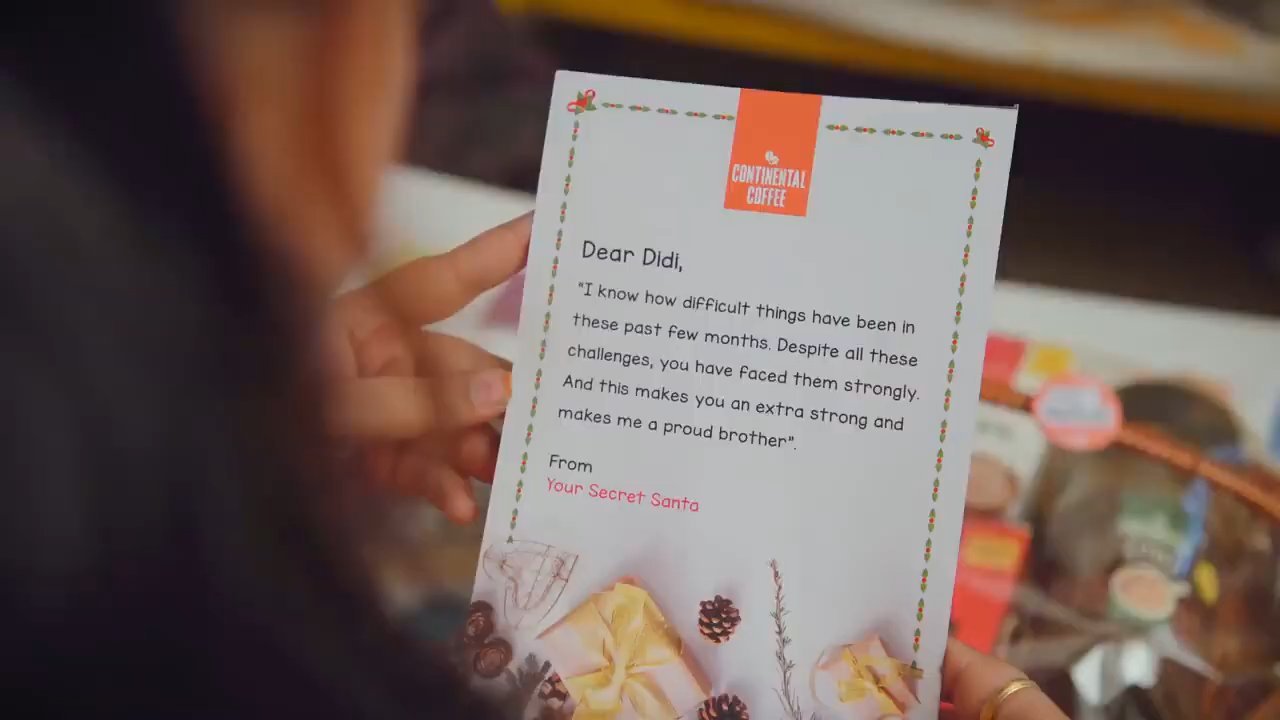 CONTINENTAL
COFFEE
Dear Didi,
"I know how difficult things have been in
these past few months. Despite all these
challenges, you have faced them strongly.
And this makes you an extra strong and
makes me a proud brother".
From
Your Secret Santa